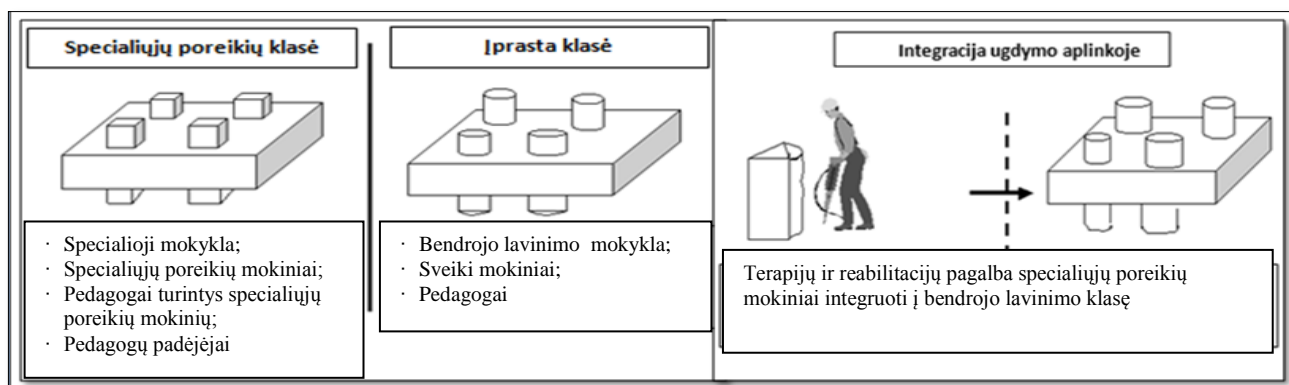 Specialiųjų poreikių klasė
· Specialioji mokykla;
· Specialiųjų poreikių mokiniai;
· Pedagogai turintys specialiųjų
poreikių mokinių;
· Pedagogų padėjėjai
Įprasta klasė
· Bendrojo lavinimo mokykla;
· Sveiki mokiniai;
· Pedagogai
Integracija ugdymo aplinkoje
Terapijų ir reabilitacijų pagalba specialiųjų poreikių
mokiniai integruoti į bendrojo lavinimo klasę